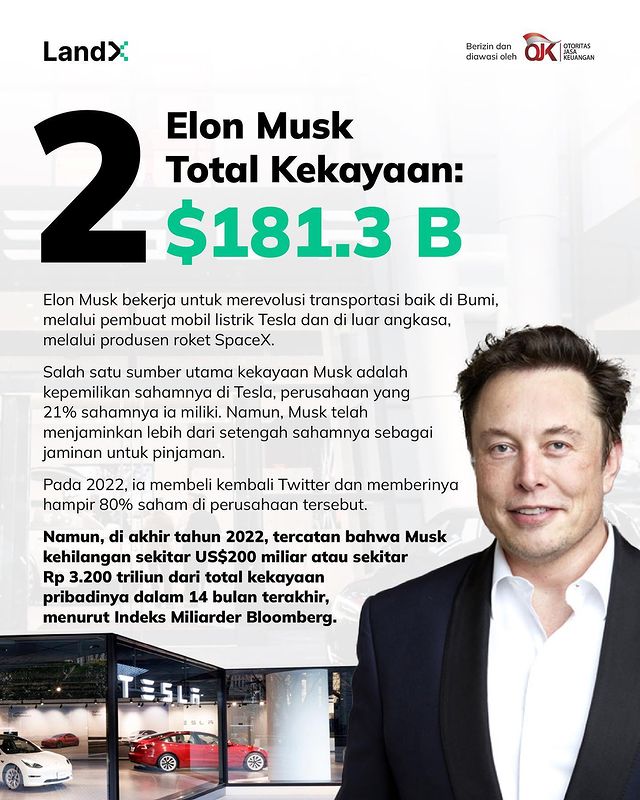 LandX
Berizin dan
diawasi oleh
OJK
OTORITAS
JASA
KEUANGAN
2
Elon Musk
Total Kekayaan:
$181.3 B
Elon Musk bekerja untuk merevolusi transportasi baik di Bumi,
melalui pembuat mobil listrik Tesla dan di luar angkasa,
melalui produsen roket SpaceX.
Salah satu sumber utama kekayaan Musk adalah
kepemilikan sahamnya di Tesla, perusahaan yang
21% sahamnya ia miliki. Namun, Musk telah
menjaminkan lebih dari setengah sahamnya sebagai
jaminan untuk pinjaman.
Pada 2022, ia membeli kembali Twitter dan memberinya
hampir 80% saham di perusahaan tersebut.
Namun, di akhir tahun 2022, tercatan bahwa Musk
kehilangan sekitar US$200 miliar atau sekitar
Rp 3.200 triliun dari total kekayaan
pribadinya dalam 14 bulan terakhir,
menurut Indeks Miliarder Bloomberg.
TESLA
TESLA